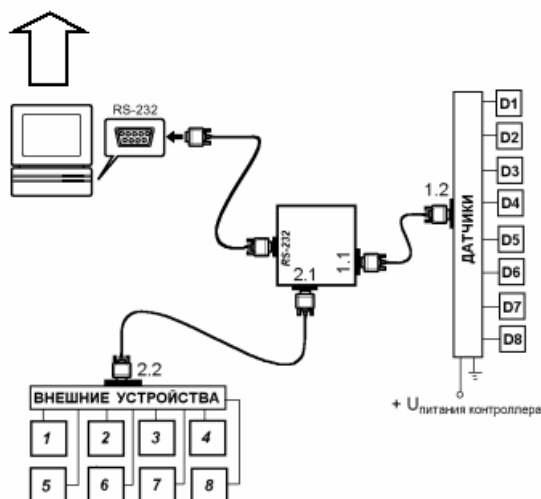 RS-232
D1
D2
D3
D4
D5
D6
D7
D8
1.2
ДАТЧИКИ
RS-232
1.1
2.1
2.2
+ Uпитания контроллера
ВНЕШНИЕ УСТРОЙСТВА
1 2 3 4
5 6 7 8